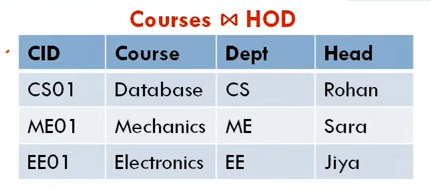 Courses ⋈ HOD
CID Course Dept Head
CS01 Database CS Rohan
ME01 Mechanics ME Sara
EE01 Electronics EE Jiya